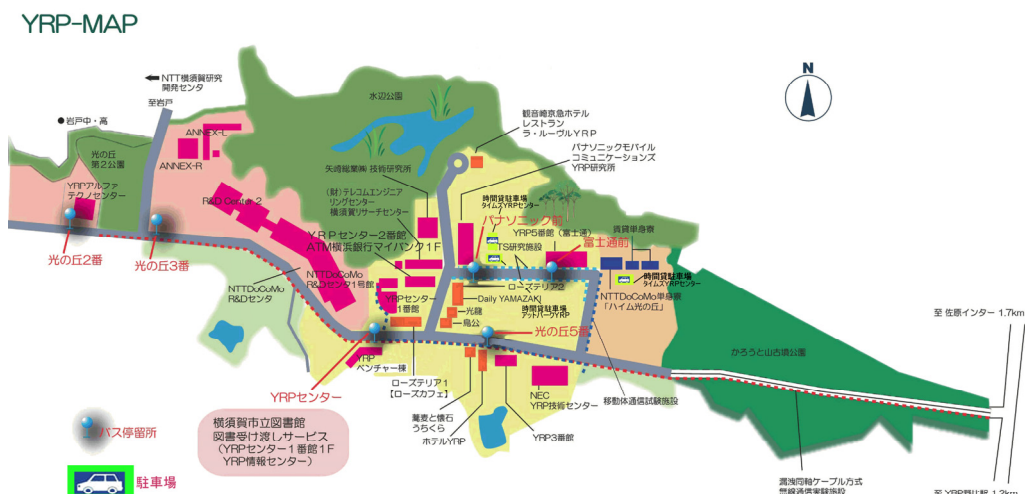 YRP-MAP
N
NTT横須賀研究
開発センタ
至岩戸
●岩戸中・高
光の丘
第2公園
ANNEX-L
ANNEX-R
YRPアルファ
テクノセンター
R&D Center 2
水辺公園
矢崎総業㈱ 技術研究所
(財)テレコムエンジニア
リングセンター
横須賀リサーチセンター
YRPセンター2番館
ATM横浜銀行マイバンク1F
観音崎京急ホテル
レストラン
ラ・ルーヴルYRP
パナソニックモバイル
コミュニケーションズ
YRP研究所
時間貸駐車場
タイムズYRPセンター
パナソニック前
YRP5番館(富士通)
富士通前
TS研究施設
賃貸単身寮
時間貸駐車場
タイムズYRPセンター
NTTDoCoMo単身寮
「ハイム光の丘」
光の丘2番
光の丘3番
NTTDoCoMo
R&Dセンタ
NTTDoCoMo
R&Dセンタ1号館
YRPセンター
1番館
ローズテリア2
Daily YAMAZAKI
時間貸駐車場
アットパークYRP
光龍
鳥公
光の丘5番
YRP
ベンチャー棟
YRPセンター
ローズテリア1
【ローズカフェ】
蕎麦と懐石
うちくら
ホテルYRP
YRP3番館
NEC
YRP技術センター
移動体通信試験施設
かろうと山古墳公園
至 佐原インター 1.7km
横須賀市立図書館
図書受け渡しサービス
(YRPセンター1番館1F
YRP情報センター)
バス停留所
駐車場
漏洩同軸ケーブル方式
無線通信実験施設
至 YRP野比駅 1.2km